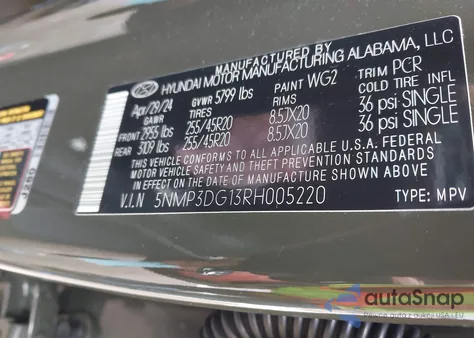 MANUFACTURED BY
HYUNDAI MOTOR MANUFACTURING ALABAMA, LLC
Apr/29/24 GVWR 5799 lbs PAINT WG2 TRIM PCR
GAWR TIRES RIMS COLD TIRE INFL
FRONT 2955 lbs 255/45R20 8.5JX20 36 psi SINGLE
REAR 3109 lbs 255/45R20 8.5JX20 36 psi SINGLE
THIS VEHICLE CONFORMS TO ALL APPLICABLE U.S.A. FEDERAL
MOTOR VEHICLE SAFETY AND THEFT PREVENTION STANDARDS
IN EFFECT ON THE DATE OF MANUFACTURE SHOWN ABOVE.
V.I.N 5NMP3DG13RH005220 TYPE: MPV
autoSnap